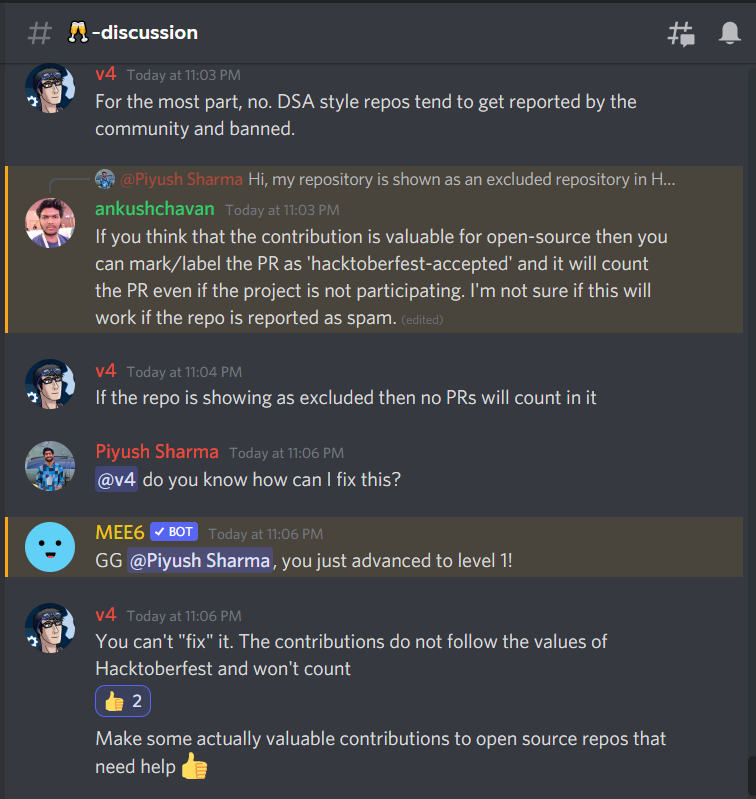 🥂-discussion
v4 Today at 11:03 PM
For the most part, no. DSA style repos tend to get reported by the
community and banned.
@Piyush Sharma Hi, my repository is shown as an excluded repository in H...
ankushchavan Today at 11:03 PM
If you think that the contribution is valuable for open-source then you
can mark/label the PR as 'hacktoberfest-accepted' and it will count
the PR even if the project is not participating. I'm not sure if this will
work if the repo is reported as spam. (edited)
v4 Today at 11:04 PM
If the repo is showing as excluded then no PRs will count in it
Piyush Sharma Today at 11:06 PM
@v4 do you know how can I fix this?
MEE6 ✓ BOT Today at 11:06 PM
GG @Piyush Sharma, you just advanced to level 1!
v4 Today at 11:06 PM
You can't "fix" it. The contributions do not follow the values of
Hacktoberfest and won't count
👍 2
Make some actually valuable contributions to open source repos that
need help 👍